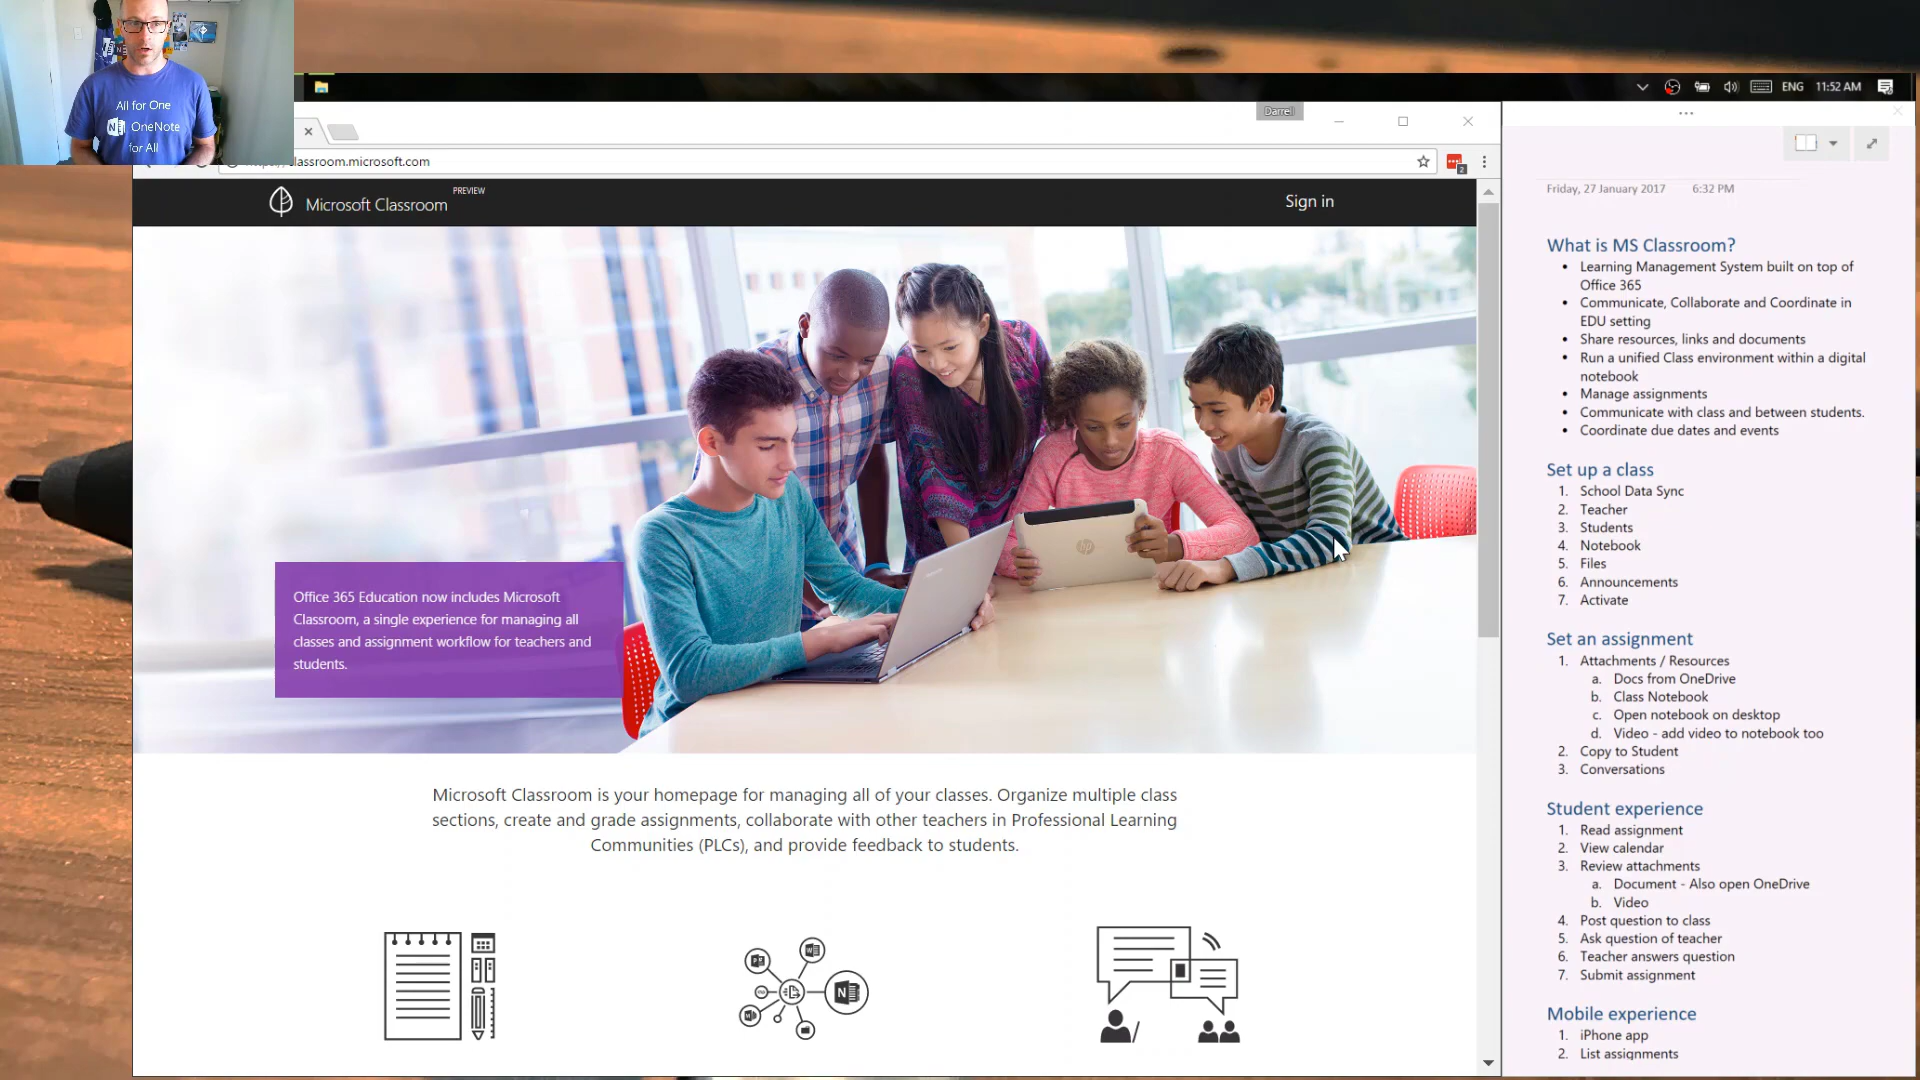 All for One
OneNote
for All
ENG 11:52 AM
Darrell
classroom.microsoft.com
Microsoft Classroom
PREVIEW
Sign in
Office 365 Education now includes Microsoft
Classroom, a single experience for managing all
classes and assignment workflow for teachers and
students.
hp
Microsoft Classroom is your homepage for managing all of your classes. Organize multiple class
sections, create and grade assignments, collaborate with other teachers in Professional Learning
Communities (PLCs), and provide feedback to students.
N
Friday, 27 January 2017 6:32 PM
What is MS Classroom?
• Learning Management System built on top of
Office 365
• Communicate, Collaborate and Coordinate in
EDU setting
• Share resources, links and documents
• Run a unified Class environment within a digital
notebook
• Manage assignments
• Communicate with class and between students.
• Coordinate due dates and events
Set up a class
1. School Data Sync
2. Teacher
3. Students
4. Notebook
5. Files
6. Announcements
7. Activate
Set an assignment
1. Attachments / Resources
a. Docs from OneDrive
b. Class Notebook
c. Open notebook on desktop
d. Video - add video to notebook too
2. Copy to Student
3. Conversations
Student experience
1. Read assignment
2. View calendar
3. Review attachments
a. Document - Also open OneDrive
b. Video
4. Post question to class
5. Ask question of teacher
6. Teacher answers question
7. Submit assignment
Mobile experience
1. iPhone app
2. List assignments